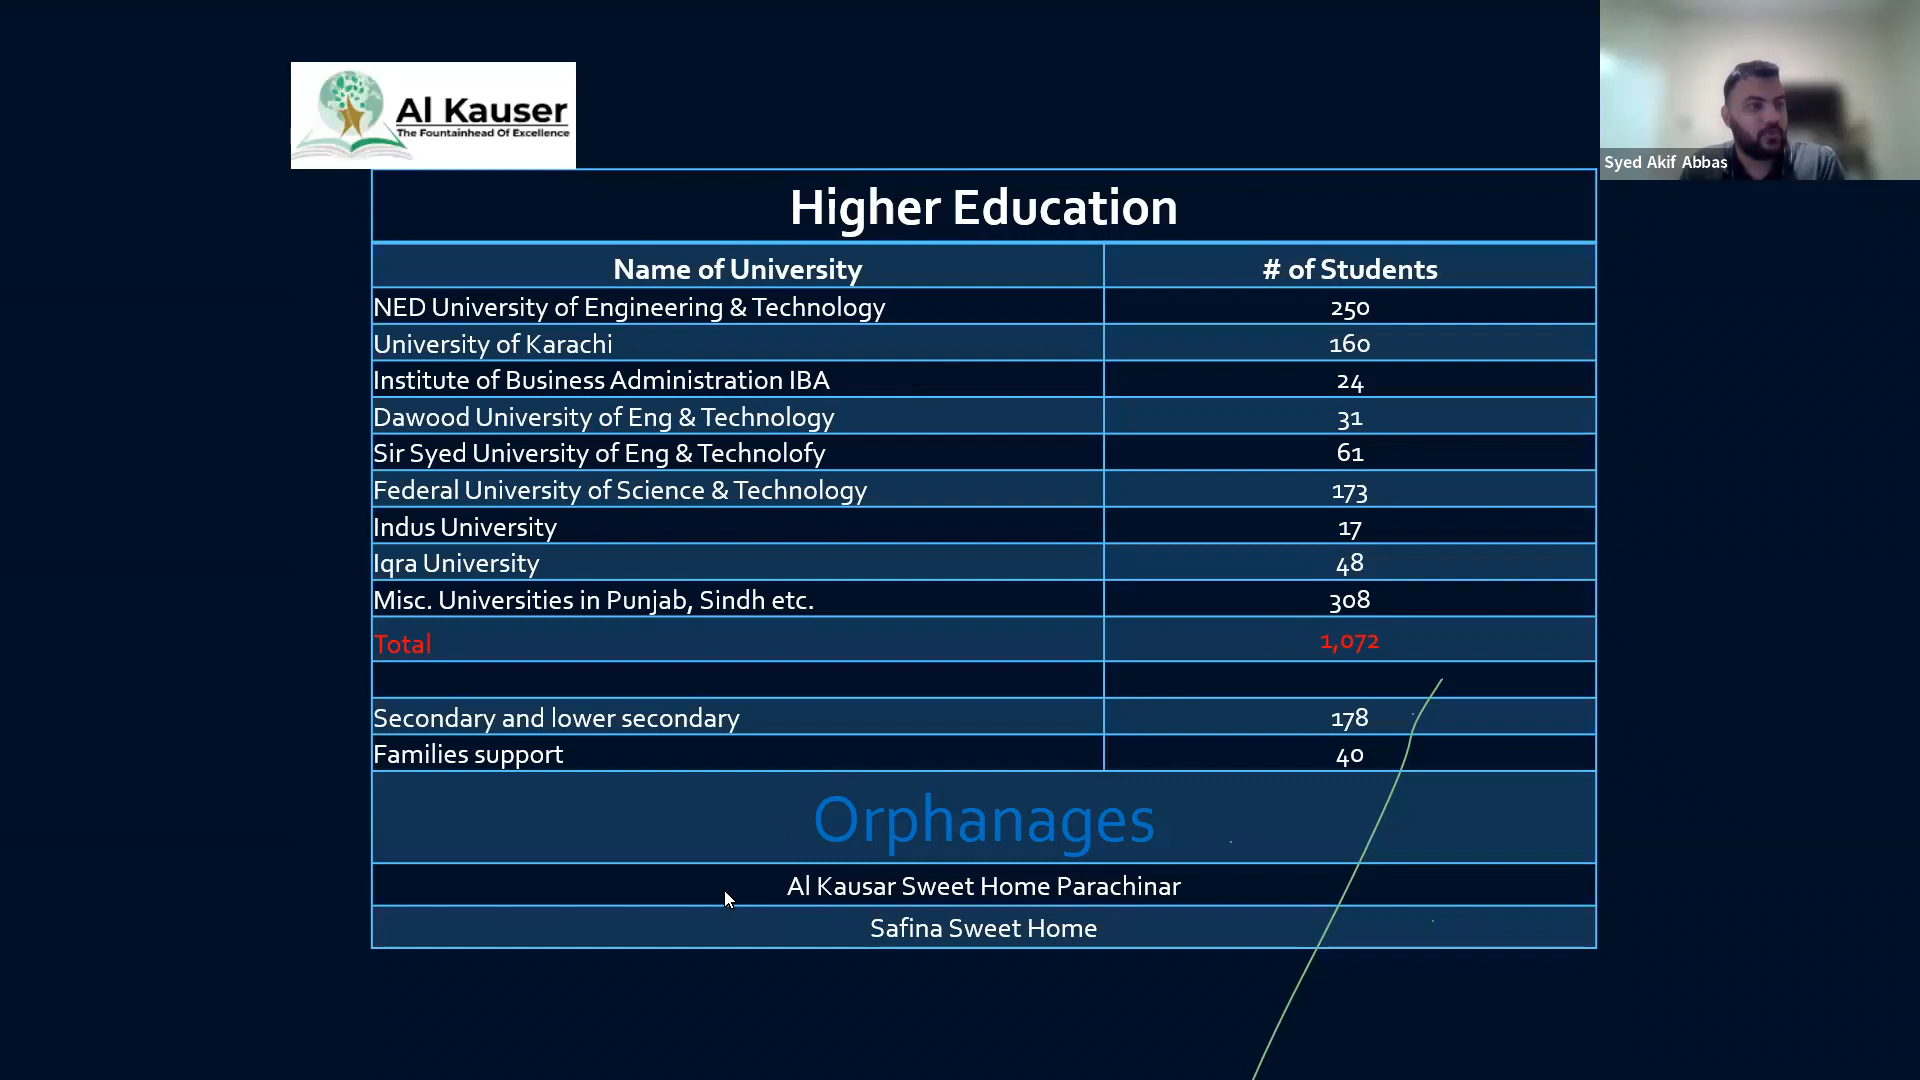 Al Kauser
The Fountainhead Of Excellence
Syed Akif Abbas
Higher Education
Name of University # of Students
NED University of Engineering & Technology 250
University of Karachi 160
Institute of Business Administration IBA 24
Dawood University of Eng & Technology 31
Sir Syed University of Eng & Technolofy 61
Federal University of Science & Technology 173
Indus University 17
Iqra University 48
Misc. Universities in Punjab, Sindh etc. 308
Total 1,072
Secondary and lower secondary 178
Families support 40
Orphanages
Al Kausar Sweet Home Parachinar
Safina Sweet Home